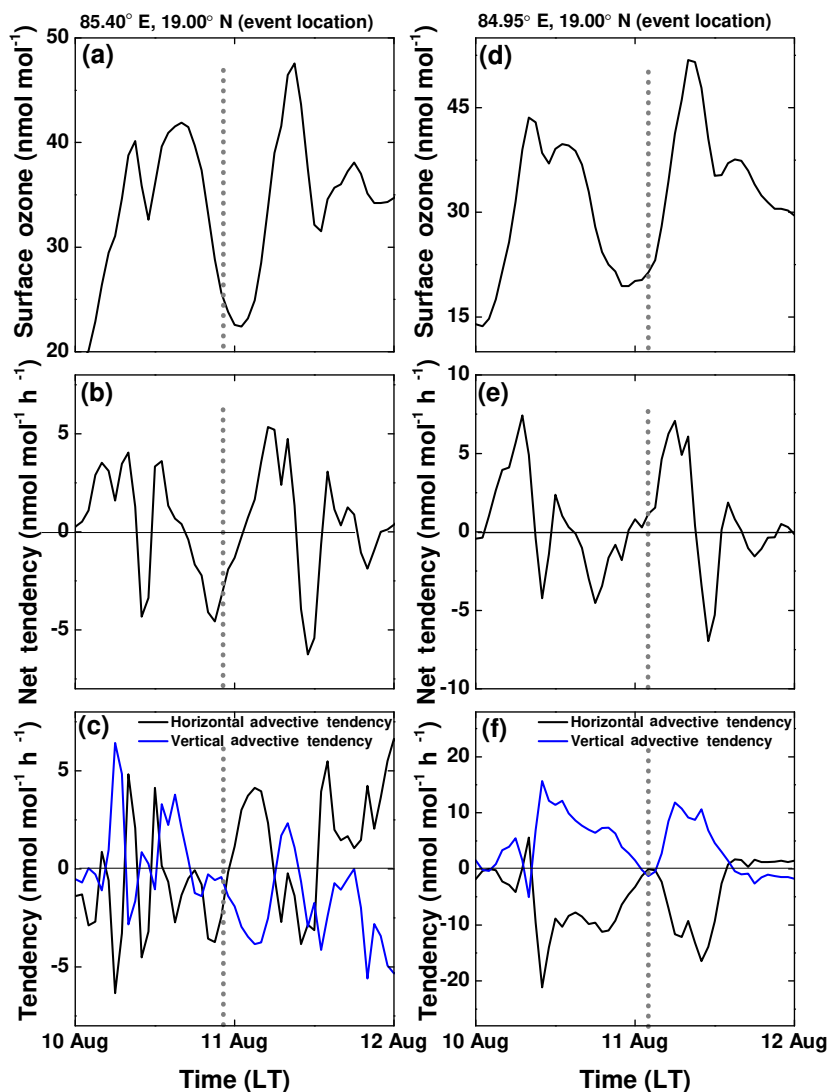 85.40° E, 19.00° N (event location)
(a)
50
40
30
20
Surface ozone (nmol mol⁻¹)
(b)
5
0
-5
Net tendency (nmol mol⁻¹ h⁻¹)
(c)
Horizontal advective tendency
Vertical advective tendency
5
0
-5
Tendency (nmol mol⁻¹ h⁻¹)
10 Aug 11 Aug 12 Aug
Time (LT)
84.95° E, 19.00° N (event location)
(d)
45
30
15
Surface ozone (nmol mol⁻¹)
(e)
10
5
0
-5
-10
Net tendency (nmol mol⁻¹ h⁻¹)
(f)
Horizontal advective tendency
Vertical advective tendency
20
10
0
-10
-20
Tendency (nmol mol⁻¹ h⁻¹)
10 Aug 11 Aug 12 Aug
Time (LT)